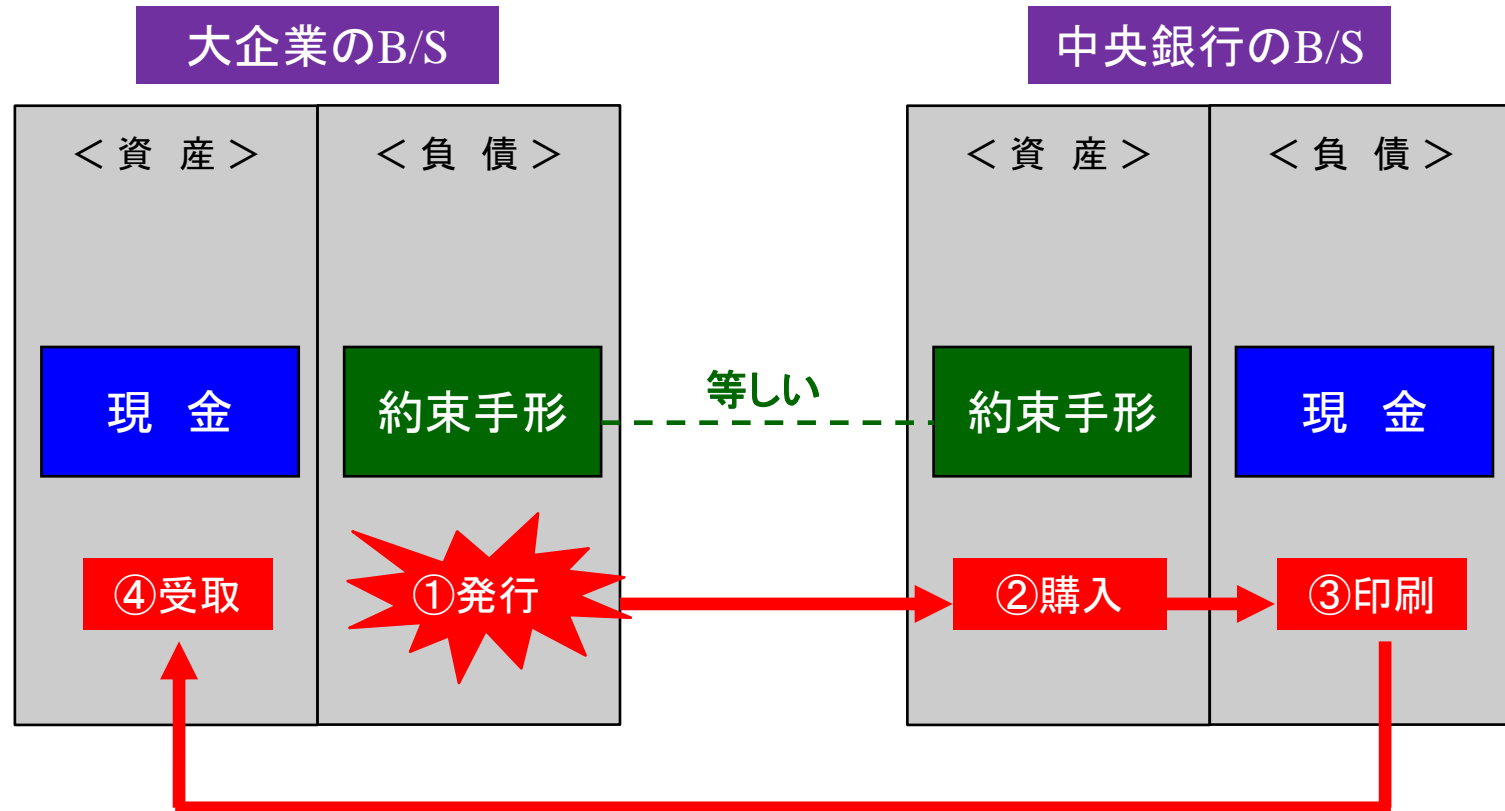 大企業のB/S
中央銀行のB/S
＜資 産＞
＜負 債＞
＜資 産＞
＜負 債＞
現 金
約束手形
等しい
約束手形
現 金
④受取
①発行
②購入
③印刷